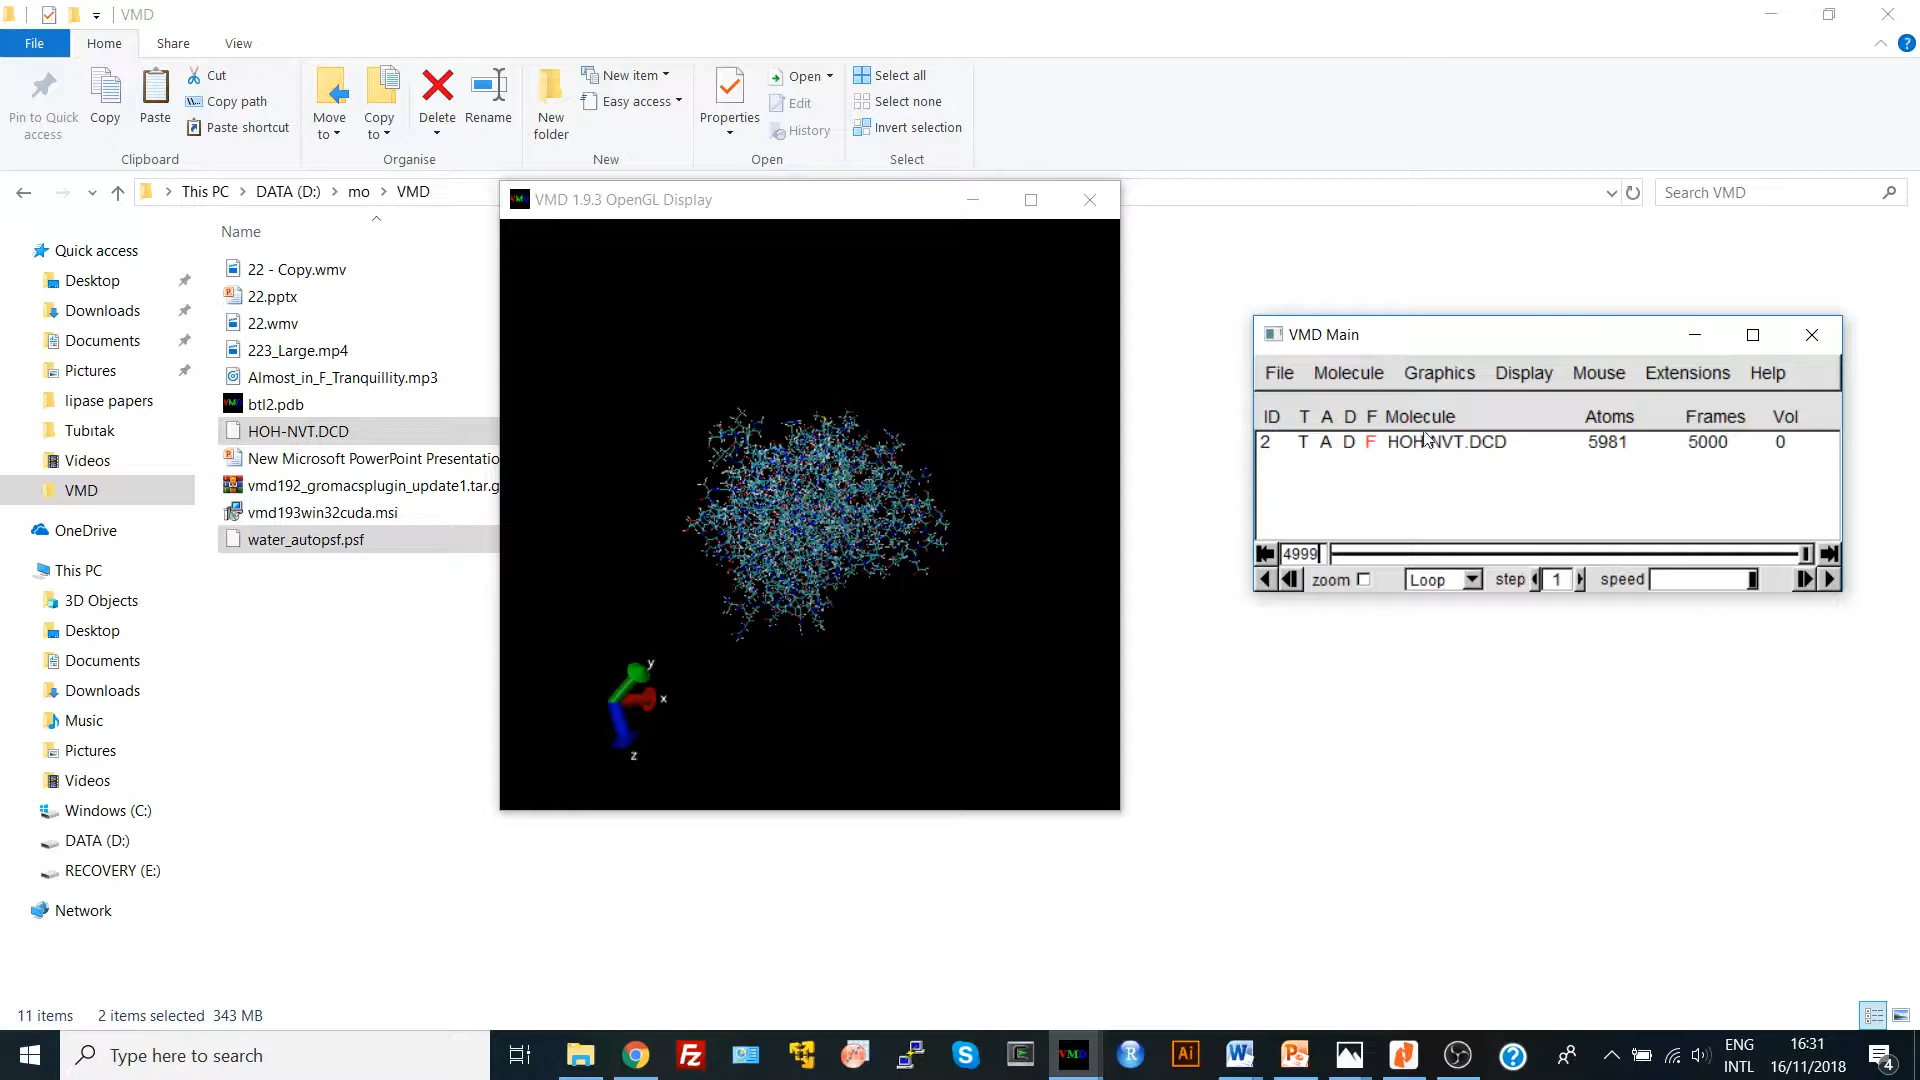 VMD
File Home Share View
Pin to Quick access
Copy
Paste
Cut
Copy path
Paste shortcut
Clipboard
Move to
Copy to
Delete
Rename
Organise
New folder
New item
Easy access
New
Properties
Open
Edit
History
Open
Select all
Select none
Invert selection
Select
This PC > DATA (D:) > mo > VMD
Search VMD
Quick access
Desktop
Downloads
Documents
Pictures
lipase papers
Tubıtak
Videos
VMD
OneDrive
This PC
3D Objects
Desktop
Documents
Downloads
Music
Pictures
Videos
Windows (C:)
DATA (D:)
RECOVERY (E:)
Network
Name
22 - Copy.wmv
22.pptx
22.wmv
223_Large.mp4
Almost_in_F_Tranquillity.mp3
btl2.pdb
HOH-NVT.DCD
New Microsoft PowerPoint Presentatio
vmd192_gromacsplugin_update1.tar.g
vmd193win32cuda.msi
water_autopsf.psf
VMD 1.9.3 OpenGL Display
y
x
z
VMD Main
File Molecule Graphics Display Mouse Extensions Help
ID T A D F Molecule Atoms Frames Vol
2 T A D F HOH-NVT.DCD 5981 5000 0
4999
zoom Loop step 1 speed
11 items 2 items selected 343 MB
Type here to search
ENG
INTL
16:31
16/11/2018
4